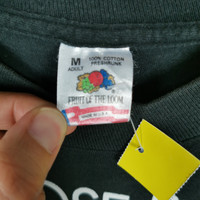 M
ADULT
100% COTTON
PRESHRUNK
FRUIT OF THE LOOM
MADE IN U.S.A.